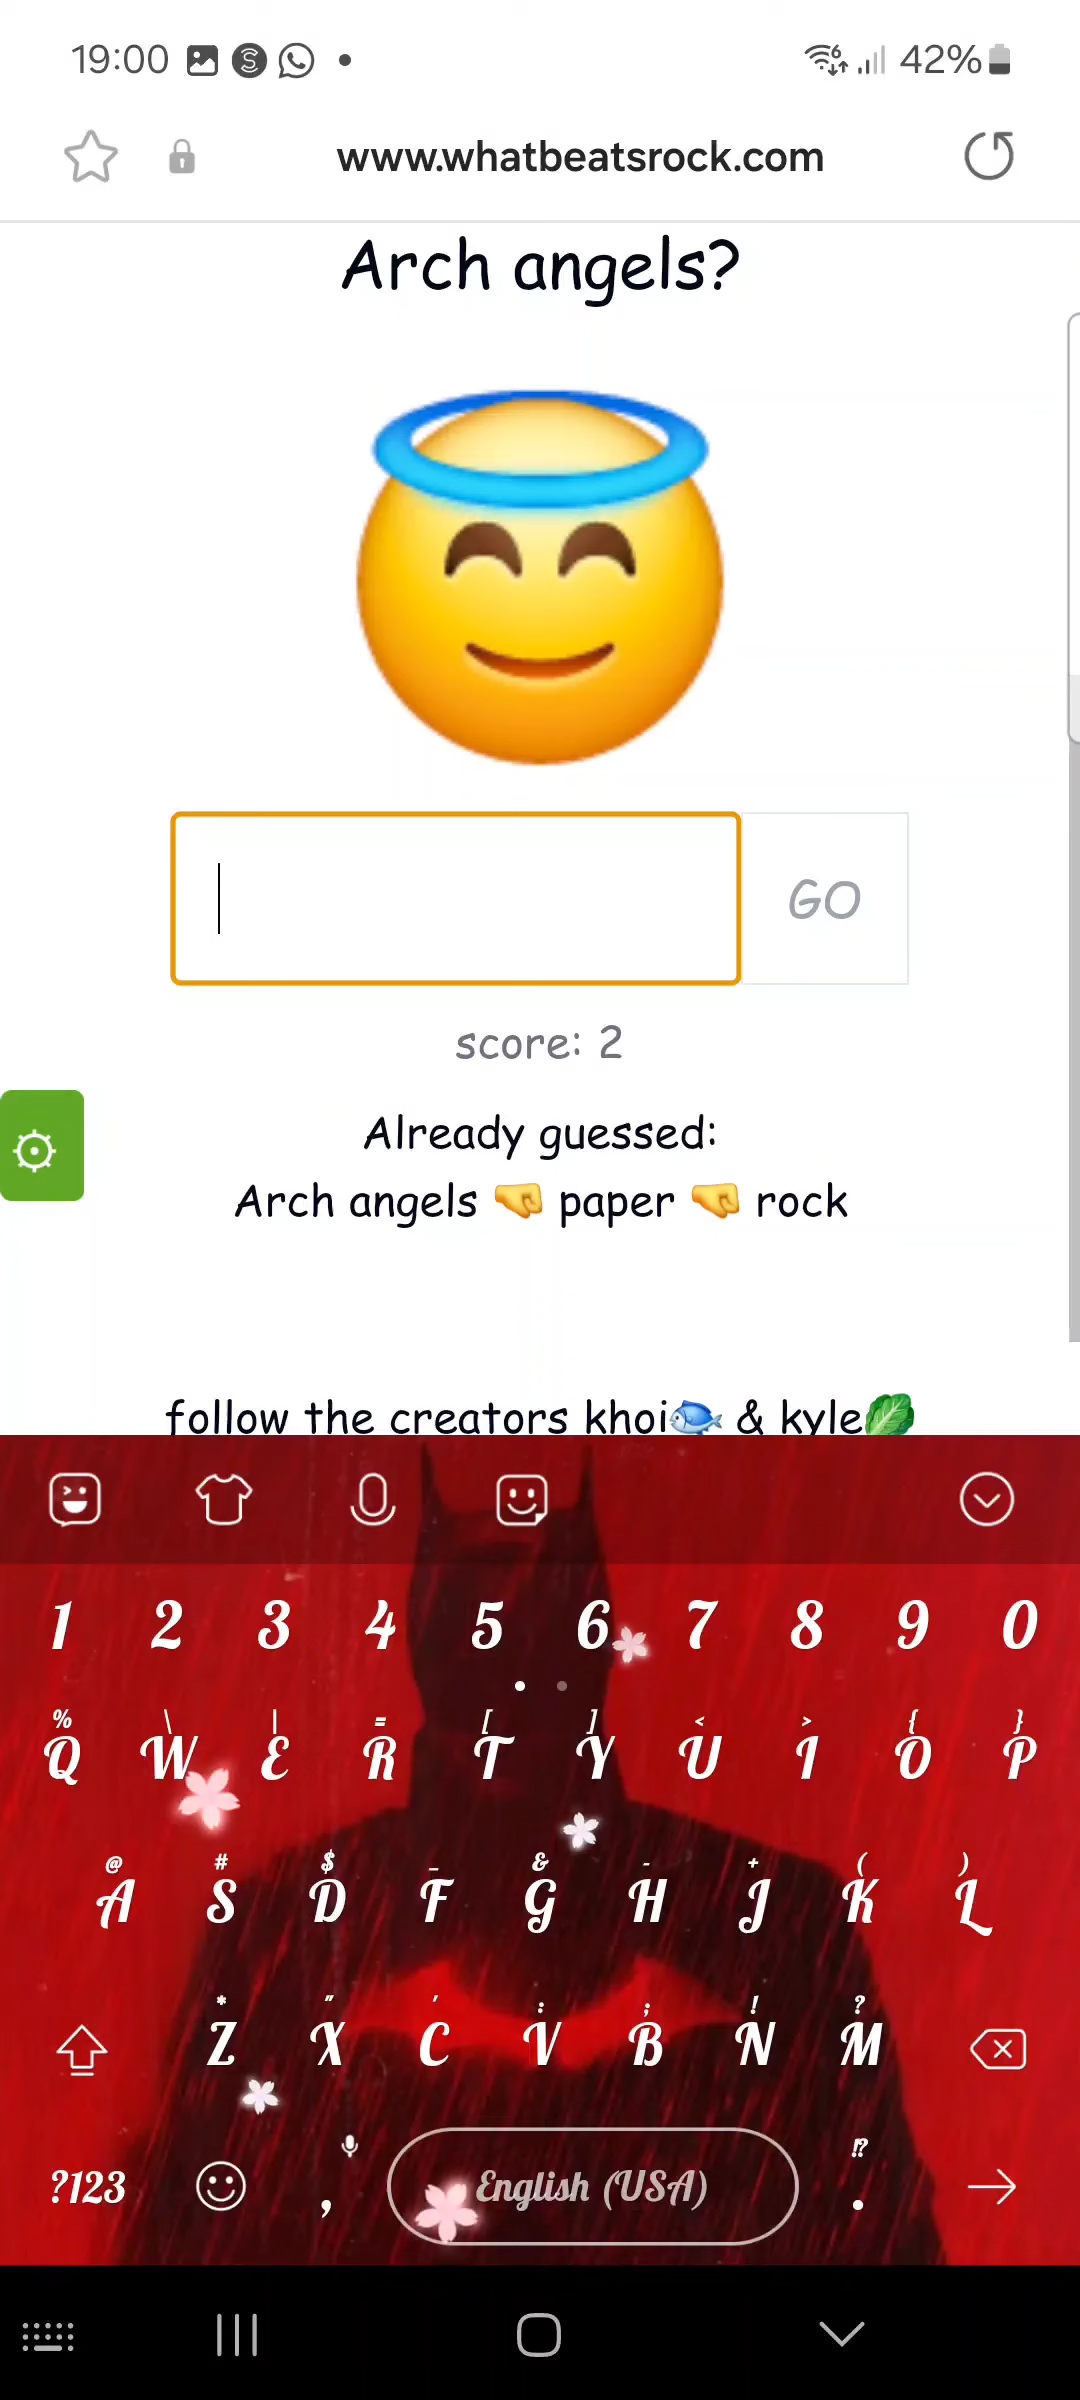 19:00 42%
www.whatbeatsrock.com
Arch angels?
GO
score: 2
Already guessed:
Arch angels 🤜 paper 🤜 rock
follow the creators khoi🐟 & kyle🥬
1 2 3 4 5 6 7 8 9 0
% \ | = [ ] < > { }
Q W E R T Y U I O P
@ # $ _ & - + ( )
A S D F G H J K L
* " ' : ; ! ?
Z X C V B N M
!?
?123 , English (USA) .